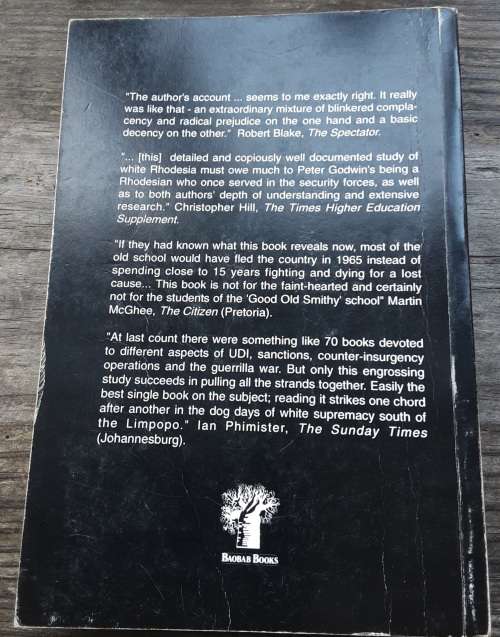 "The author's account ... seems to me exactly right. It really
was like that - an extraordinary mixture of blinkered compla-
cency and radical prejudice on the one hand and a basic
decency on the other." Robert Blake, The Spectator.
"... [this] detailed and copiously well documented study of
white Rhodesia must owe much to Peter Godwin's being a
Rhodesian who once served in the security forces, as well
as to both authors' depth of understanding and extensive
research." Christopher Hill, The Times Higher Education
Supplement.
"If they had known what this book reveals now, most of the
old school would have fled the country in 1965 instead of
spending close to 15 years fighting and dying for a lost
cause... This book is not for the faint-hearted and certainly
not for the students of the 'Good Old Smithy' school" Martin
McGhee, The Citizen (Pretoria).
"At last count there were something like 70 books devoted
to different aspects of UDI, sanctions, counter-insurgency
operations and the guerrilla war. But only this engrossing
study succeeds in pulling all the strands together. Easily the
best single book on the subject; reading it strikes one chord
after another in the dog days of white supremacy south of
the Limpopo." Ian Phimister, The Sunday Times
(Johannesburg).
BAOBAB BOOKS